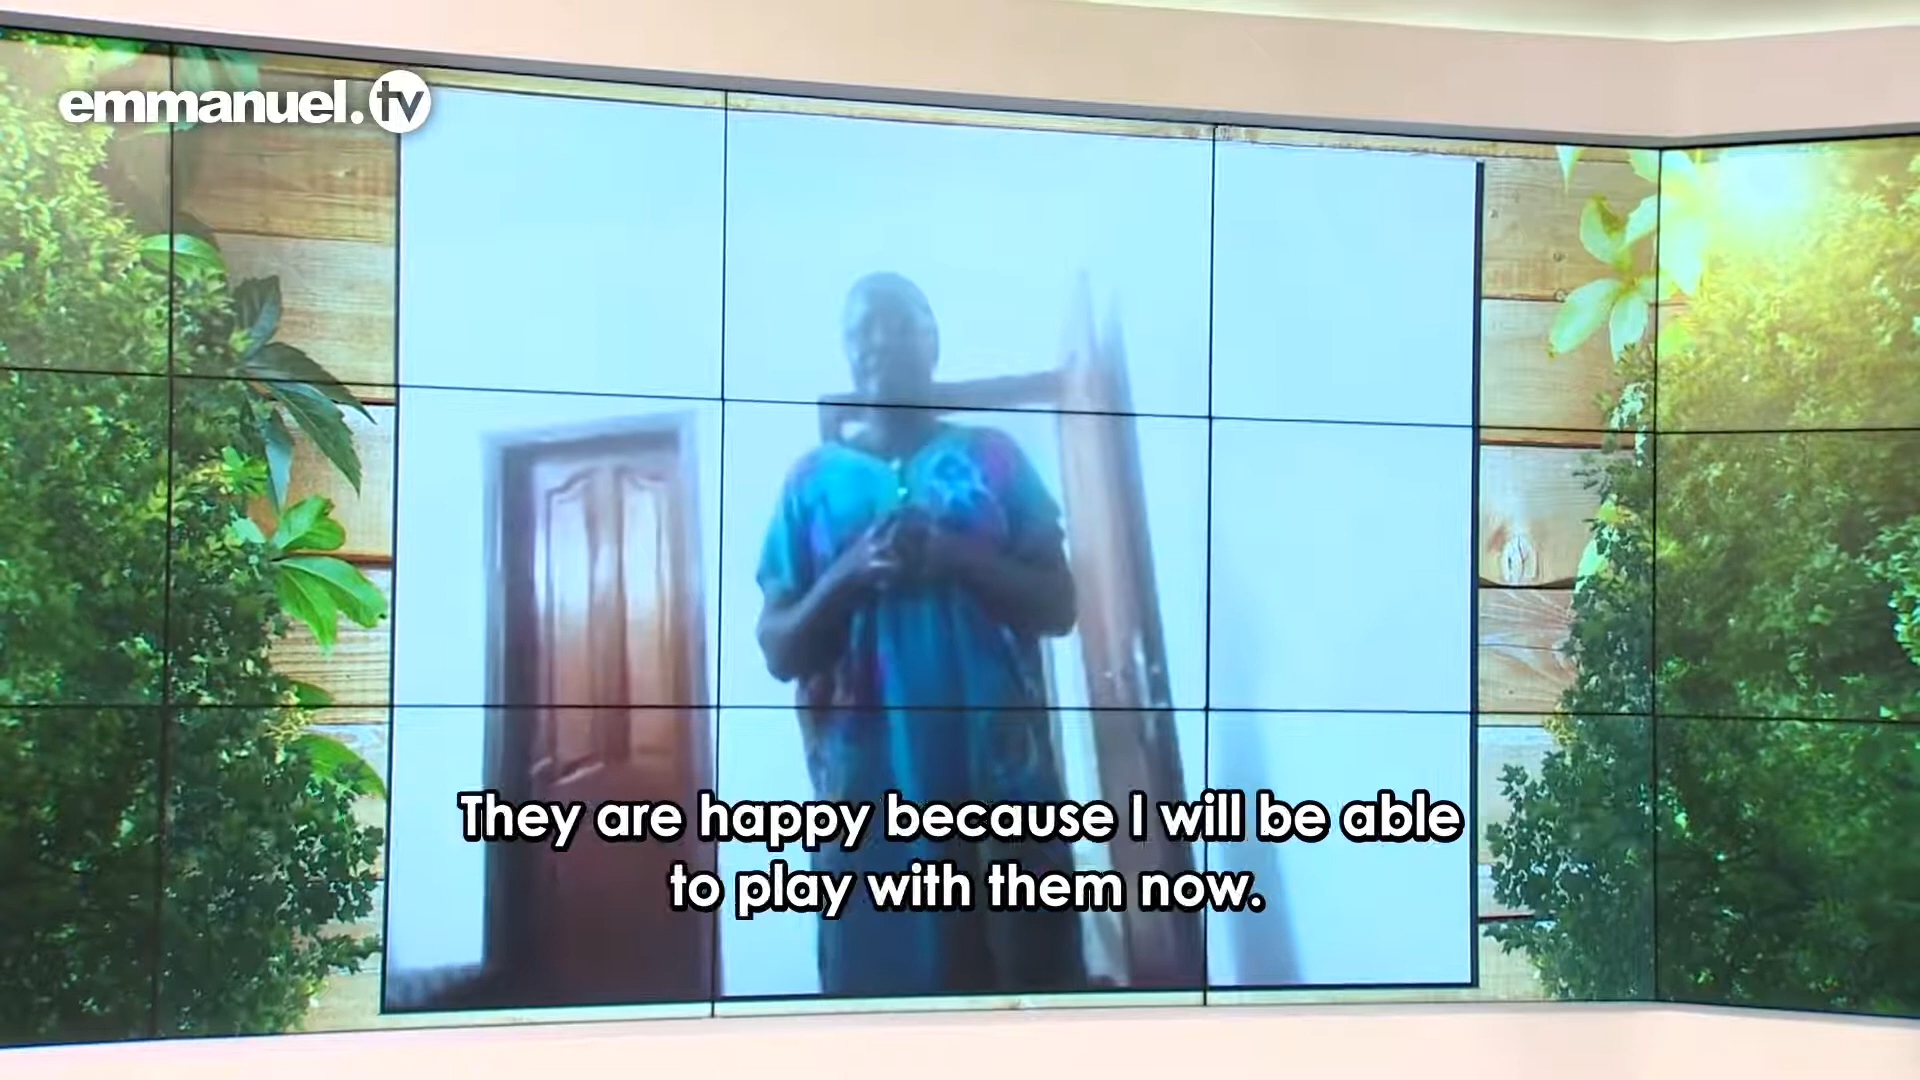 emmanuel.tv
They are happy because I will be able
to play with them now.